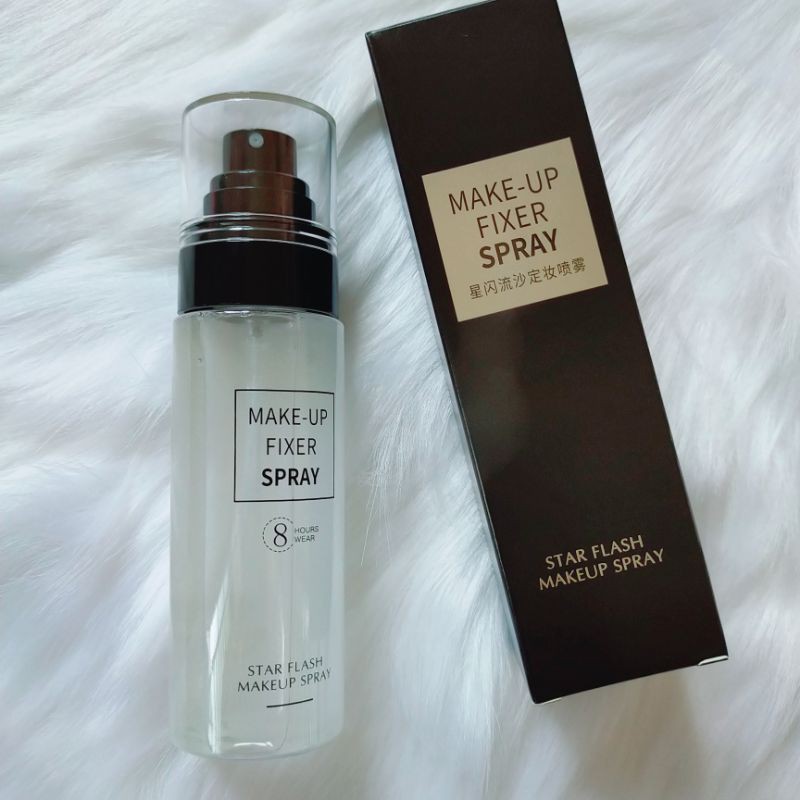 MAKE-UP
FIXER
SPRAY
8 HOURS
WEAR
STAR FLASH
MAKEUP SPRAY
MAKE-UP
FIXER
SPRAY
星闪流沙定妆喷雾
STAR FLASH
MAKEUP SPRAY